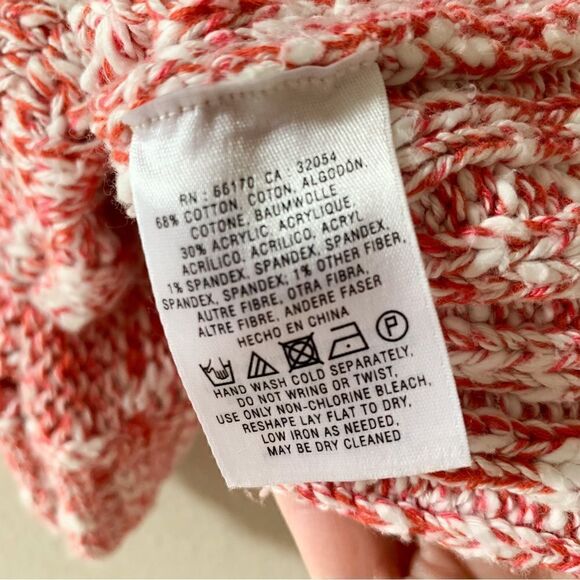 RN : 66170 CA : 32054
68% COTTON, COTON, ALGODÓN,
COTONE, BAUMWOLLE
30% ACRYLIC, ACRYLIQUE,
ACRÍLICO, ACRILICO, ACRYL
1% SPANDEX, SPANDEX, SPANDEX,
SPANDEX, SPANDEX; 1% OTHER FIBER,
AUTRE FIBRE, OTRA FIBRA,
ALTRE FIBRE, ANDERE FASER
HECHO EN CHINA
P
HAND WASH COLD SEPARATELY,
DO NOT WRING OR TWIST,
USE ONLY NON-CHLORINE BLEACH,
RESHAPE LAY FLAT TO DRY,
LOW IRON AS NEEDED,
MAY BE DRY CLEANED